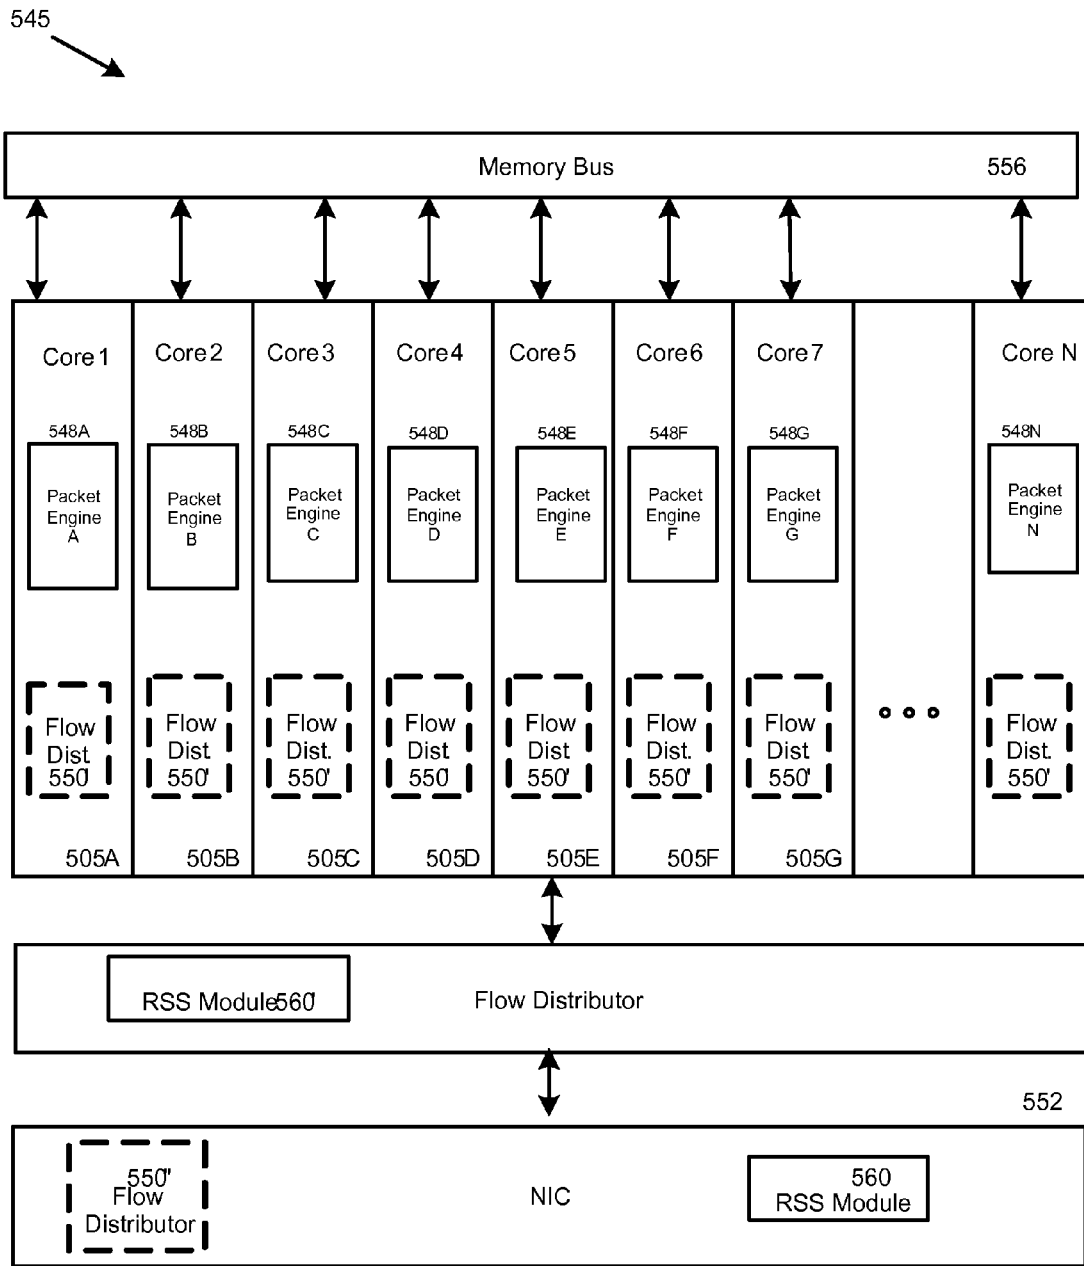 545
Memory Bus 556
Core 1 Core 2 Core 3 Core 4 Core 5 Core 6 Core 7 Core N
548A 548B 548C 548D 548E 548F 548G 548N
Packet Engine A
Packet Engine B
Packet Engine C
Packet Engine D
Packet Engine E
Packet Engine F
Packet Engine G
Packet Engine N
Flow Dist 550'
Flow Dist. 550'
Flow Dist. 550'
Flow Dist. 550'
Flow Dist. 550'
Flow Dist. 550'
Flow Dist. 550'
Flow Dist. 550'
505A 505B 505C 505D 505E 505F 505G
RSS Module 560' Flow Distributor
552
550"
Flow
Distributor
NIC
560
RSS Module